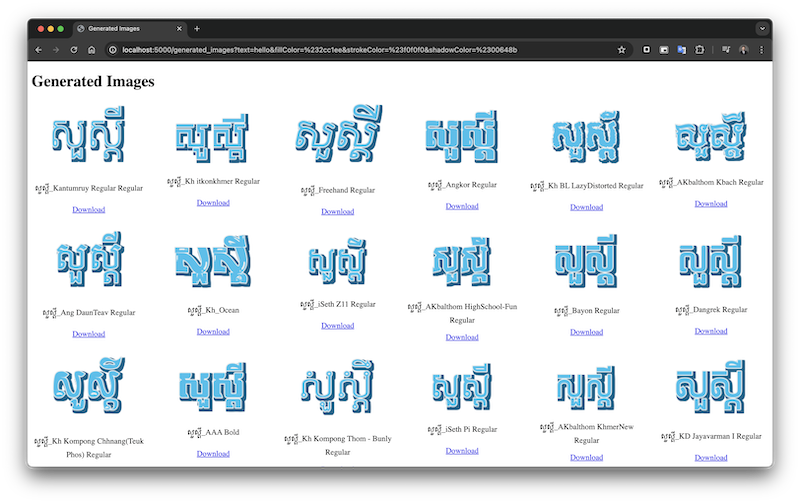 Generated Images
localhost:5000/generated_images?text=hello&fillColor=%232cc1ee&strokeColor=%23f0f0f0&shadowColor=%2300648b
Generated Images
សួស្តី សួស្តី សួស្តី សួស្តី សួស្តី សួស្តី
សួស្តី_Kantumruy Regular Regular
Download
សួស្តី_Kh itkonkhmer Regular
Download
សួស្តី_Freehand Regular
Download
សួស្តី_Angkor Regular
Download
សួស្តី_Kh BL LazyDistorted Regular
Download
សួស្តី_AKbalthom Kbach Regular
Download
សួស្តី សួស្តី សួស្តី សួស្តី សួស្តី សួស្តី
សួស្តី_Ang DaunTeav Regular
Download
សួស្តី_Kh_Ocean
Download
សួស្តី_iSeth Z11 Regular
Download
សួស្តី_AKbalthom HighSchool-Fun
Regular
Download
សួស្តី_Bayon Regular
Download
សួស្តី_Dangrek Regular
Download
សួស្តី សួស្តី សួស្តី សួស្តី សួស្តី សួស្តី
សួស្តី_Kh Kompong Chhnang(Teuk
Phos) Regular
សួស្តី_AAA Bold
Download
សួស្តី_Kh Kompong Thom - Bunly
Regular
សួស្តី_iSeth Pi Regular
Download
សួស្តី_AKbalthom KhmerNew
Regular
Download
សួស្តី_KD Jayavarman I Regular
Download